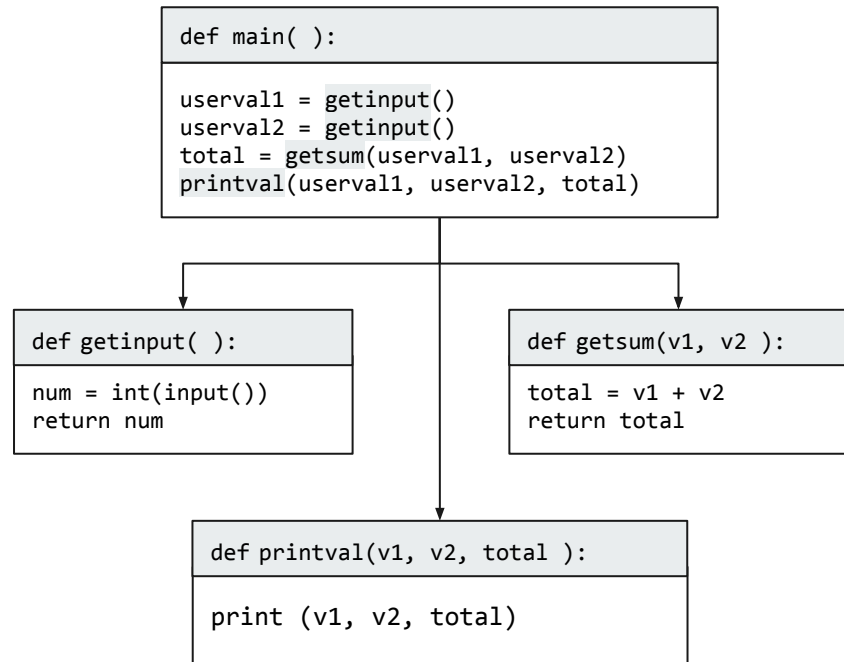 def main( ):
userval1 = getinput()
userval2 = getinput()
total = getsum(userval1, userval2)
printval(userval1, userval2, total)
def getinput( ):
num = int(input())
return num
def getsum(v1, v2 ):
total = v1 + v2
return total
def printval(v1, v2, total ):
print (v1, v2, total)